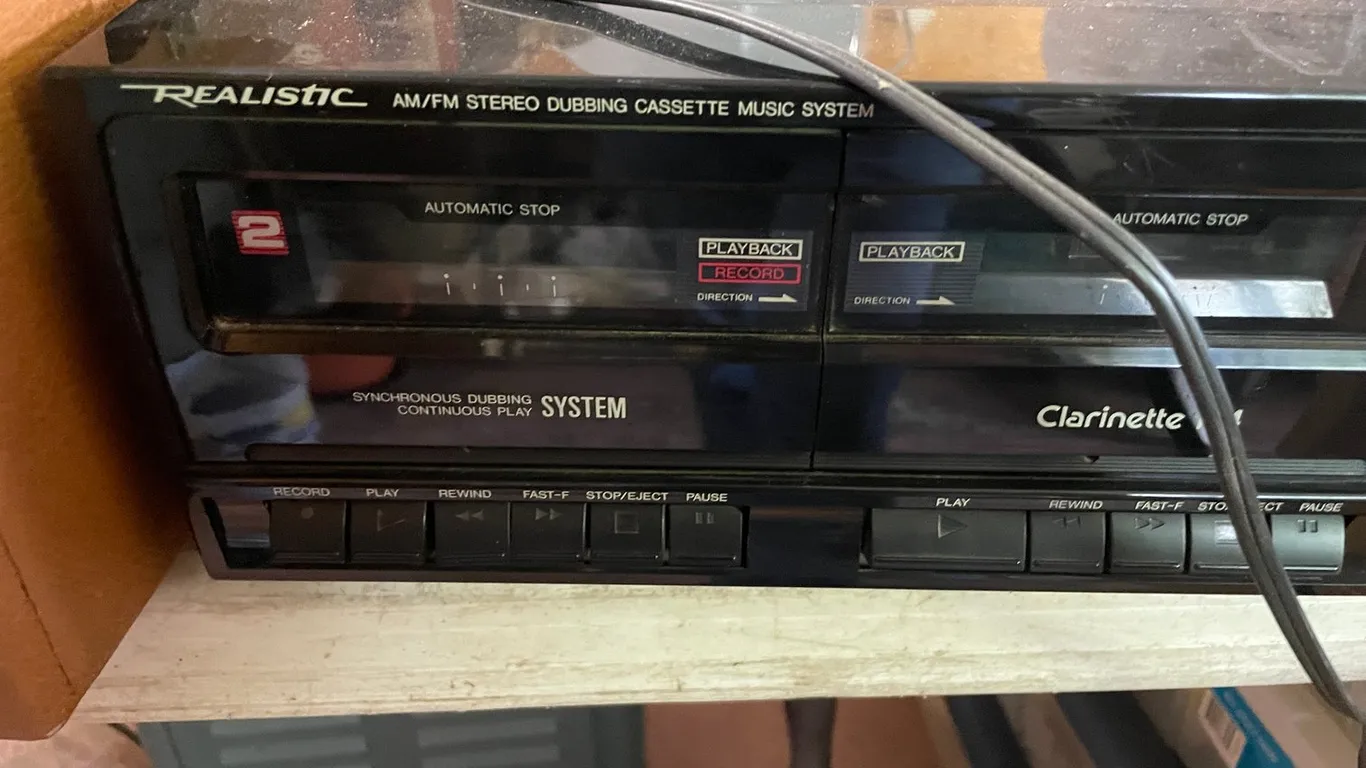 REALISTIC AM/FM STEREO DUBBING CASSETTE MUSIC SYSTEM
AUTOMATIC STOP
2
PLAYBACK
RECORD
DIRECTION
PLAYBACK
DIRECTION
AUTOMATIC STOP
SYNCHRONOUS DUBBING
CONTINUOUS PLAY SYSTEM
Clarinette
RECORD PLAY REWIND FAST-F STOP/EJECT PAUSE
PLAY REWIND FAST-F PAUSE